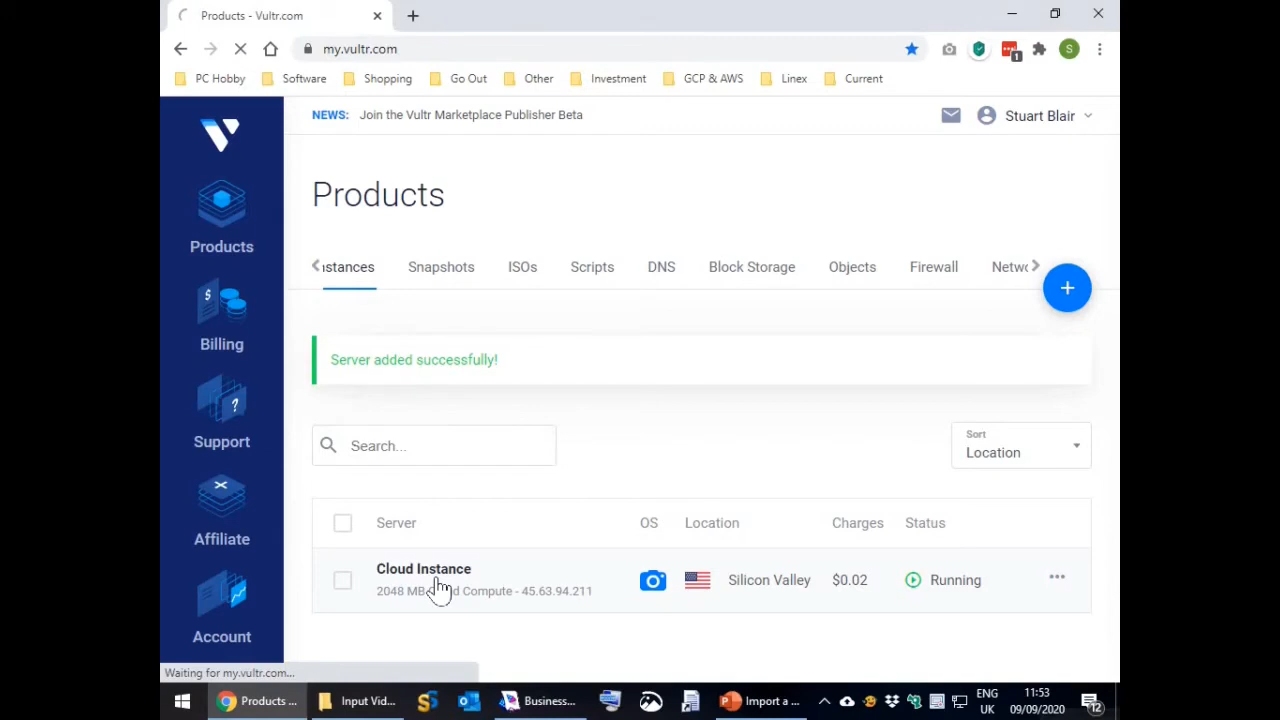 Products - Vultr.com
my.vultr.com
1
S
PC Hobby
Software
Shopping
Go Out
Other
Investment
GCP & AWS
Linex
Current
NEWS: Join the Vultr Marketplace Publisher Beta
Stuart Blair
Products
Billing
Support
Affiliate
Account
Products
nstances
Snapshots
ISOs
Scripts
DNS
Block Storage
Objects
Firewall
Netwo
Server added successfully!
Search...
Sort
Location
Server
OS
Location
Charges
Status
Cloud Instance
2048 MB d Compute - 45.63.94.211
Silicon Valley
$0.02
Running
Waiting for my.vultr.com...
Products ...
Input Vid...
Business...
Import a ...
ENG
UK
11:53
09/09/2020
12